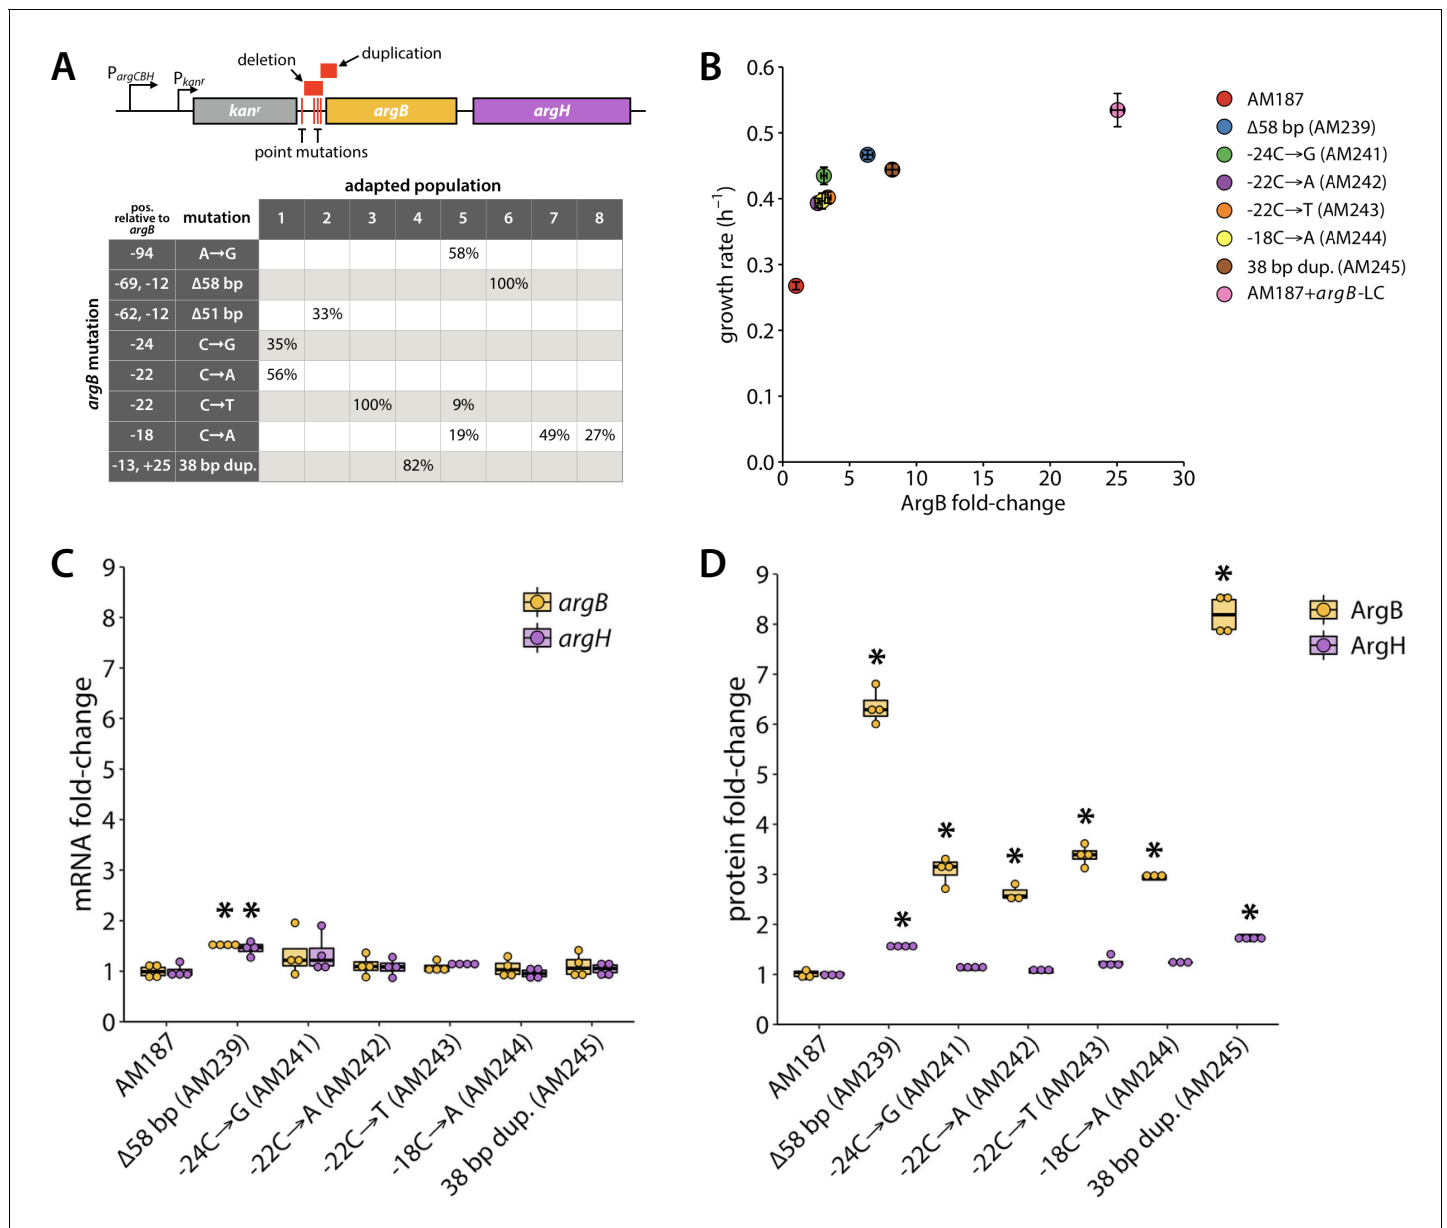 A
P argCBH
P kanr
deletion
duplication
kanr
argB
argH
point mutations
adapted population
pos. relative to argB
mutation
1 2 3 4 5 6 7 8
argB mutation
-94 A→G 58%
-69, -12 Δ58 bp 100%
-62, -12 Δ51 bp 33%
-24 C→G 35%
-22 C→A 56%
-22 C→T 100% 9%
-18 C→A 19% 49% 27%
-13, +25 38 bp dup. 82%
B
0.6
0.5
0.4
0.3
0.2
0.1
0.0
growth rate (h⁻¹)
0 5 10 15 20 25 30
ArgB fold-change
AM187
Δ58 bp (AM239)
-24C→G (AM241)
-22C→A (AM242)
-22C→T (AM243)
-18C→A (AM244)
38 bp dup. (AM245)
AM187+argB-LC
C
9
8
7
6
5
4
3
2
1
0
mRNA fold-change
argB
argH
* *
AM187
Δ58 bp (AM239)
-24C→G (AM241)
-22C→A (AM242)
-22C→T (AM243)
-18C→A (AM244)
38 bp dup. (AM245)
D
9
8
7
6
5
4
3
2
1
0
protein fold-change
ArgB
ArgH
* * * * * * * *
AM187
Δ58 bp (AM239)
-24C→G (AM241)
-22C→A (AM242)
-22C→T (AM243)
-18C→A (AM244)
38 bp dup. (AM245)